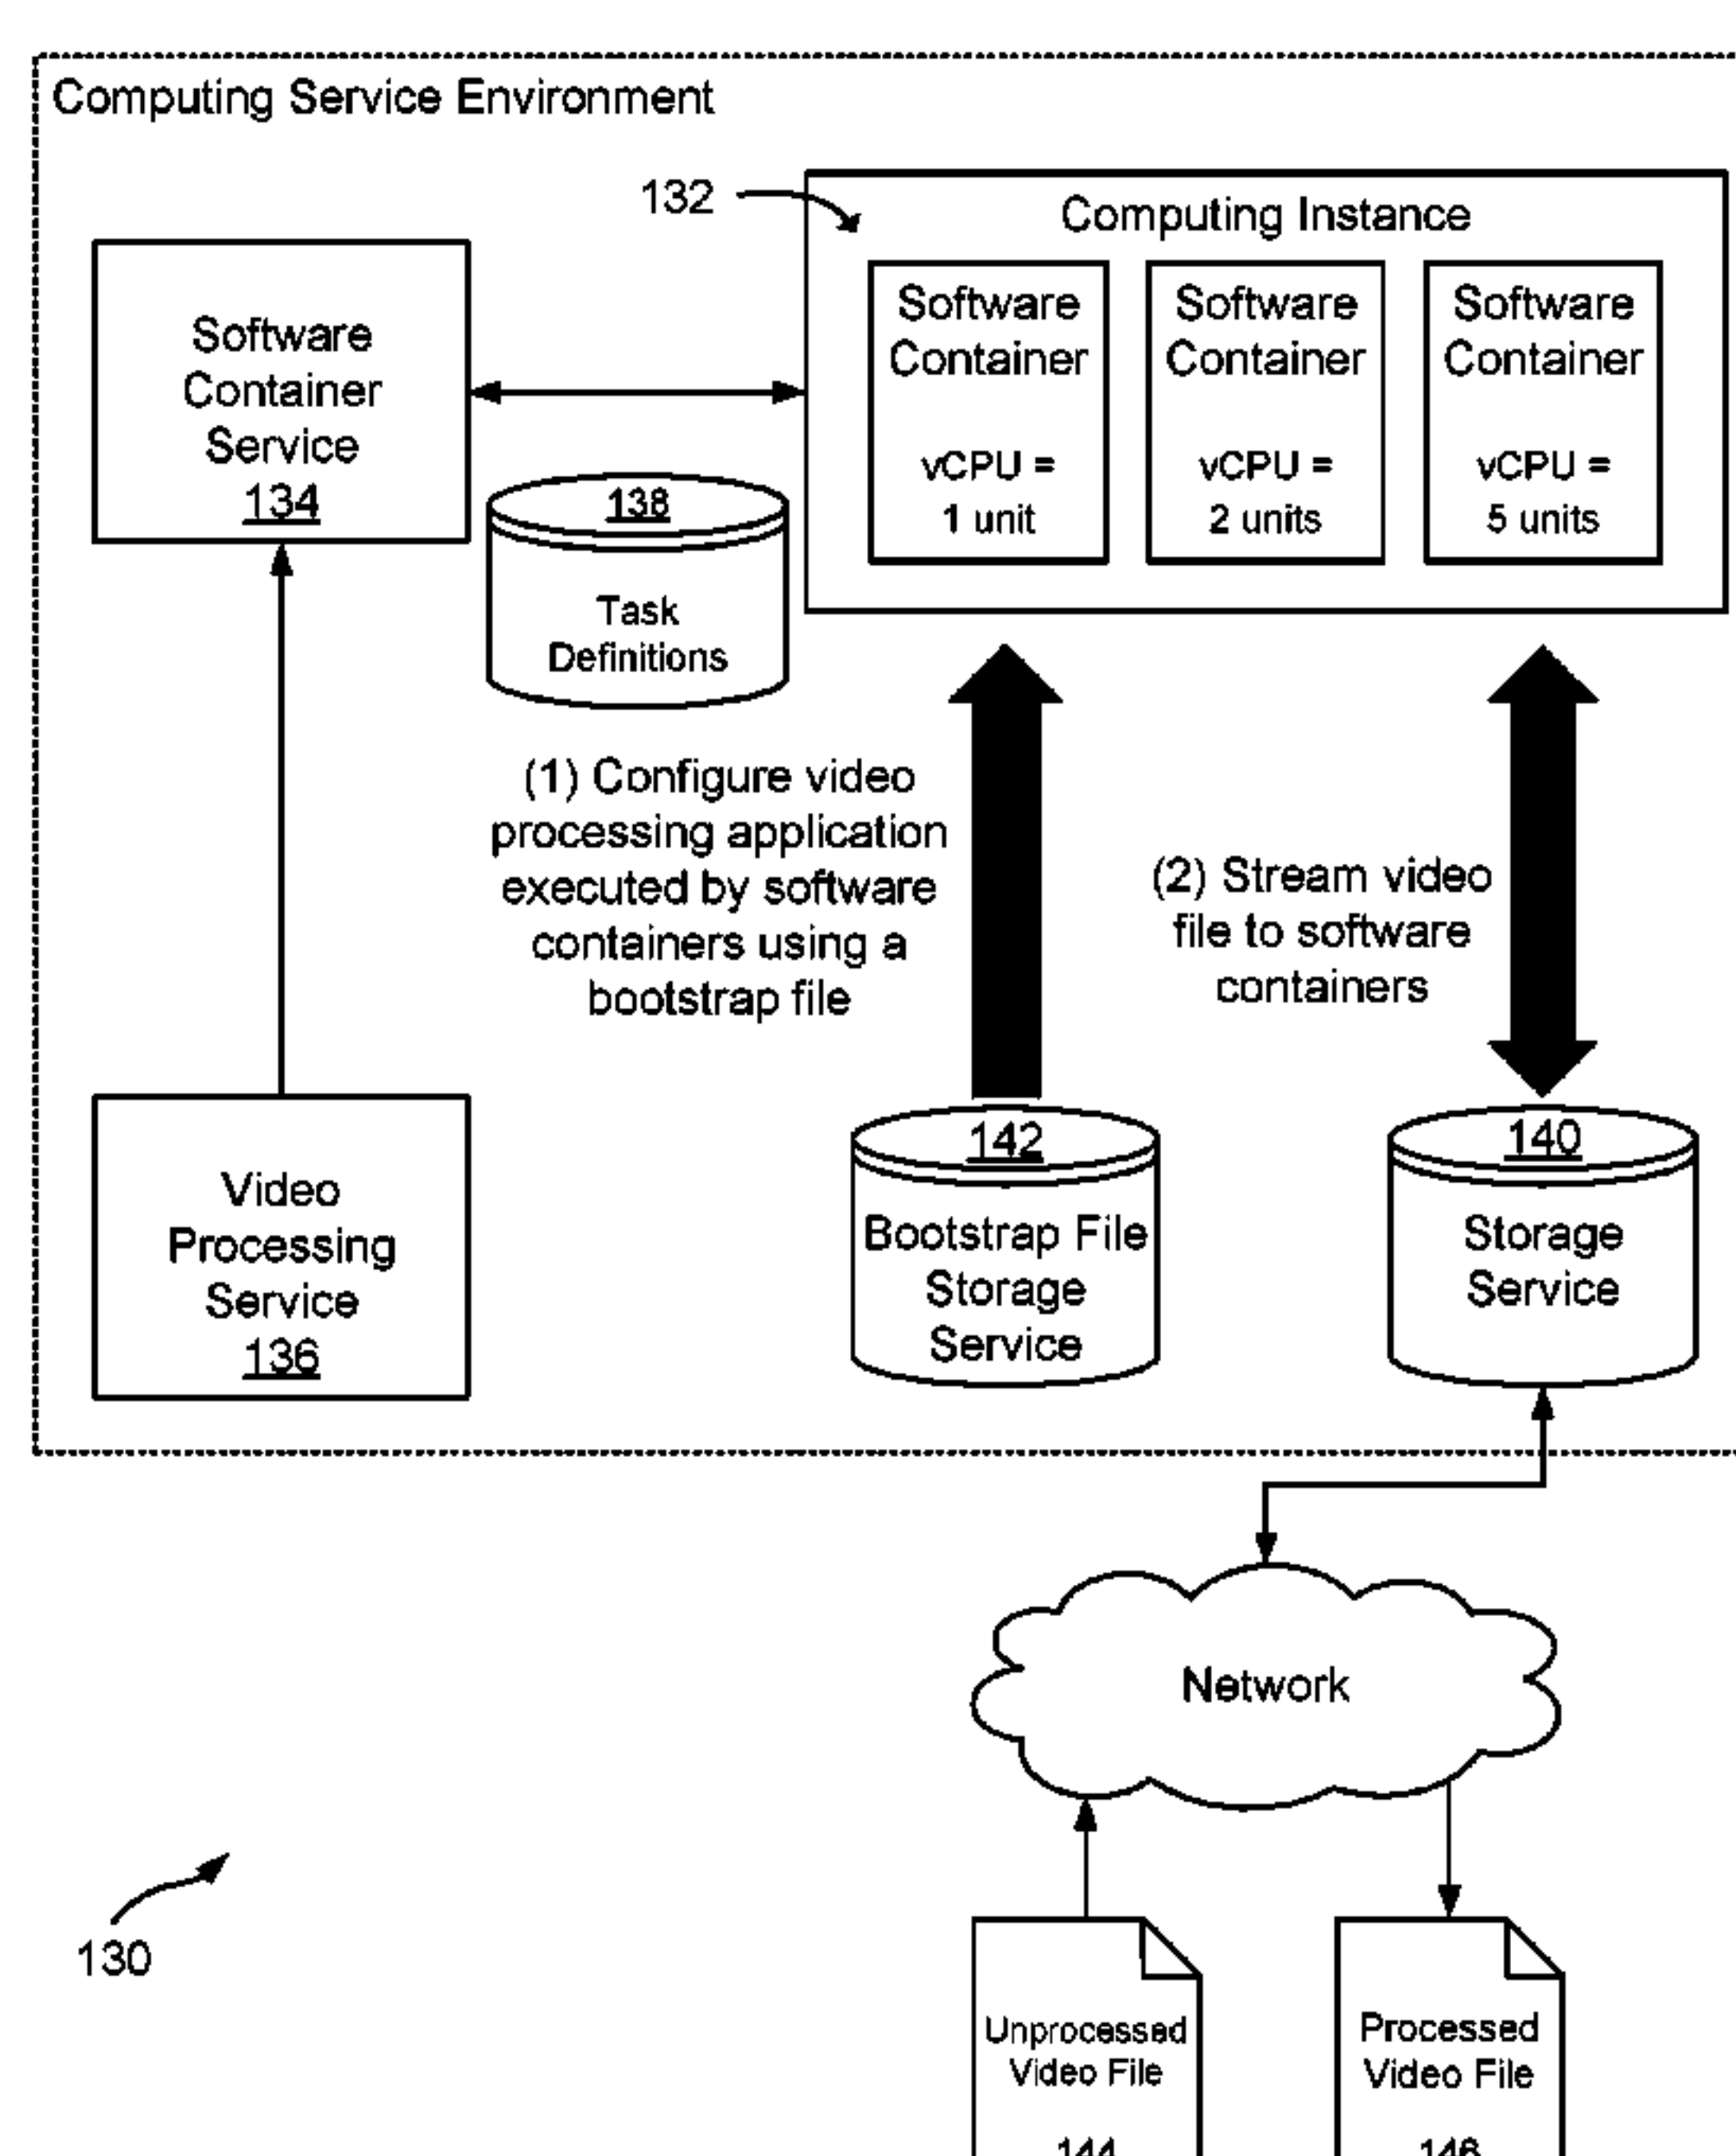 Computing Service Environment
132
Computing Instance
Software
Container
vCPU =
1 unit
Software
Container
vCPU =
2 units
Software
Container
vCPU =
5 units
Software
Container
Service
134
138
Task
Definitions
(1) Configure video
processing application
executed by software
containers using a
bootstrap file
(2) Stream video
file to software
containers
Video
Processing
Service
136
142
Bootstrap File
Storage
Service
140
Storage
Service
Network
130
Unprocessed
Video File
144
Processed
Video File
146